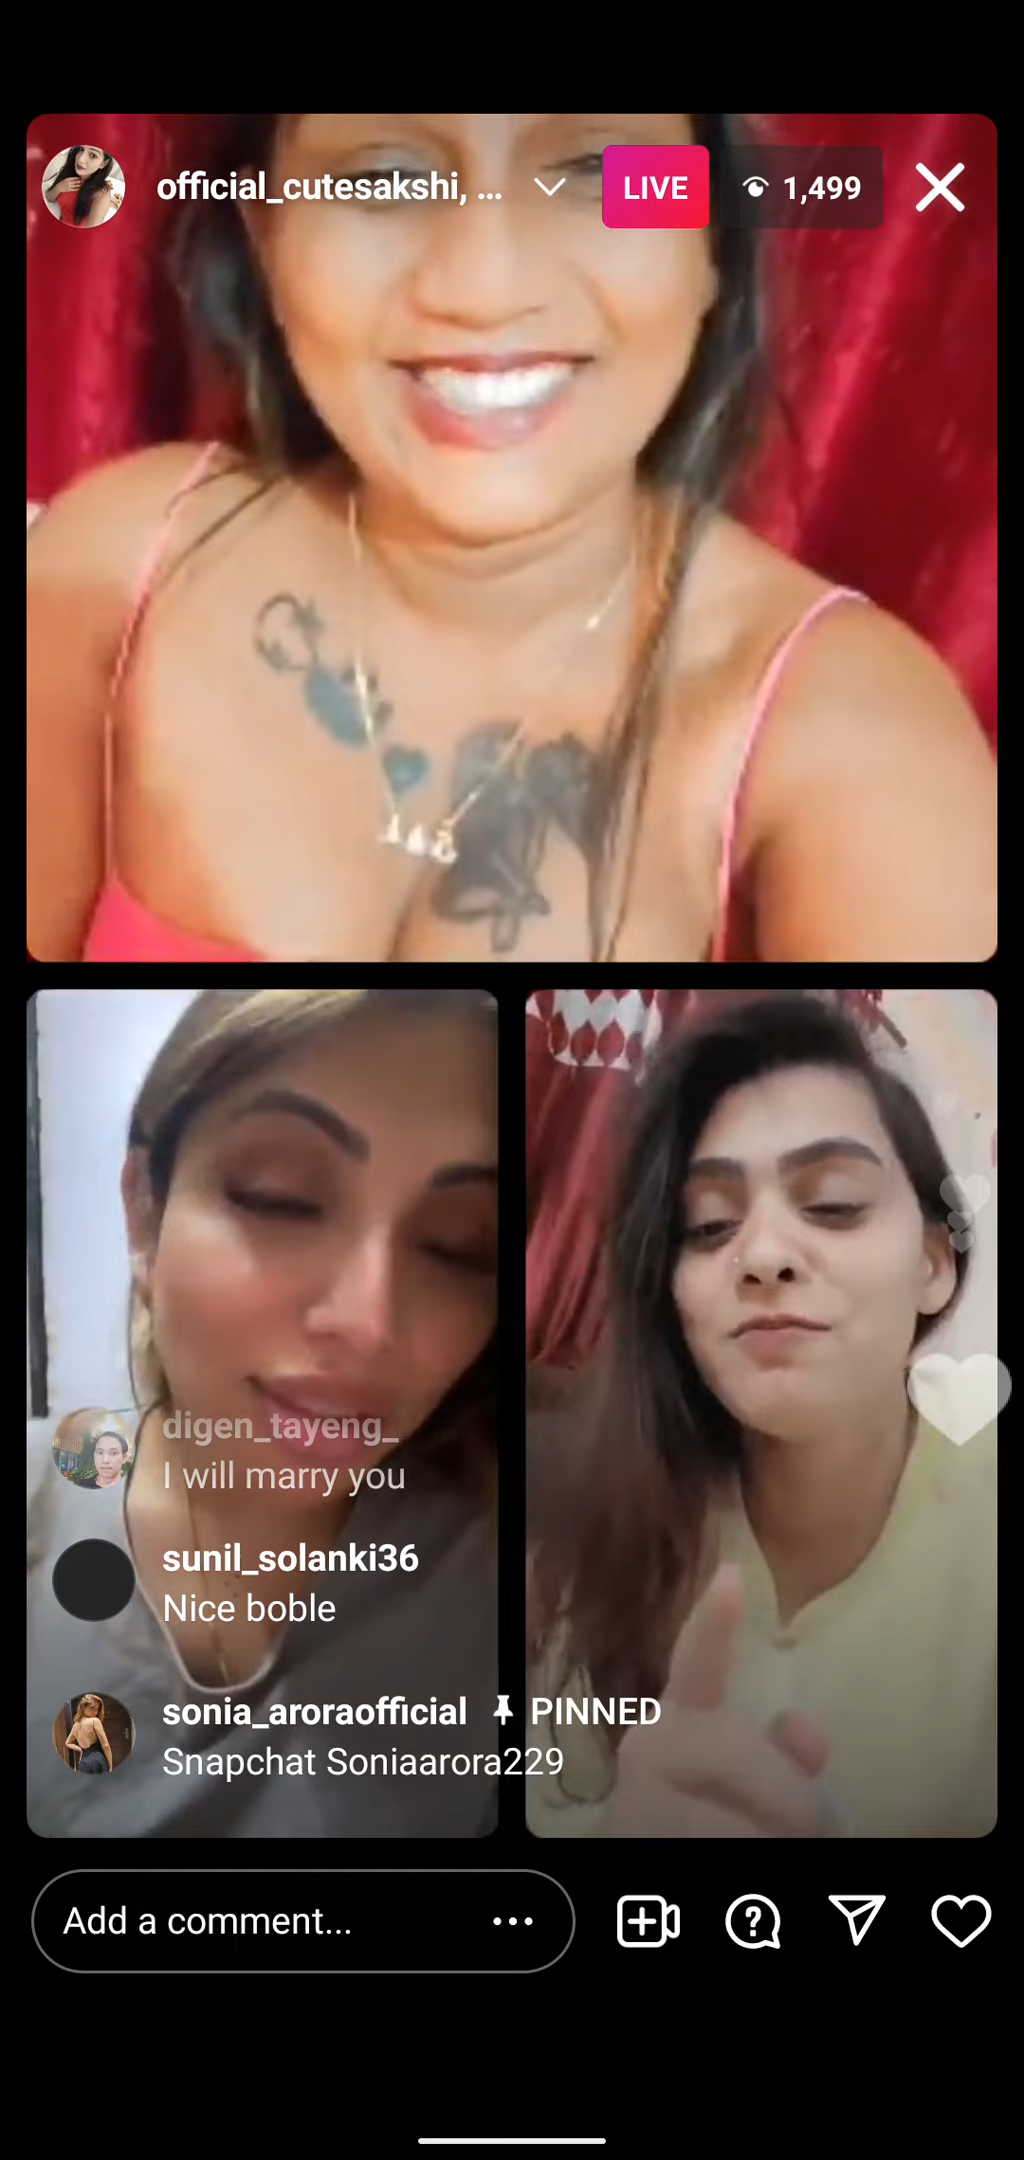 official_cutesakshi, ...
LIVE
1,499
digen_tayeng_
I will marry you
sunil_solanki36
Nice boble
sonia_aroraofficial PINNED
Snapchat Soniaarora229
Add a comment...